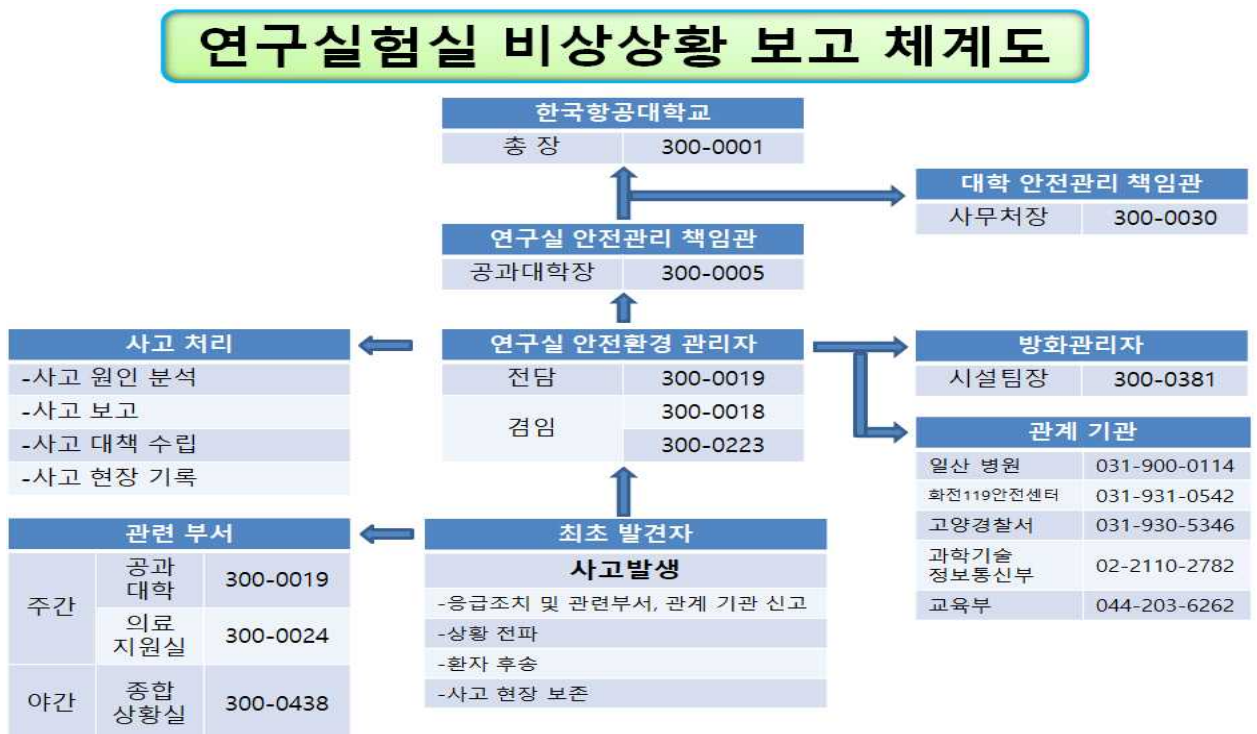 연구실험실 비상상황 보고 체계도
한국항공대학교
총 장 300-0001
대학 안전관리 책임관
사무처장 300-0030
연구실 안전관리 책임관
공과대학장 300-0005
사고 처리
-사고 원인 분석
-사고 보고
-사고 대책 수립
-사고 현장 기록
연구실 안전환경 관리자
전담 300-0019
겸임 300-0018
300-0223
방화관리자
시설팀장 300-0381
관계 기관
일산 병원 031-900-0114
화전119안전센터 031-931-0542
고양경찰서 031-930-5346
과학기술
정보통신부 02-2110-2782
교육부 044-203-6262
관련 부서
주간
공과
대학 300-0019
의료
지원실 300-0024
야간
종합
상황실 300-0438
최초 발견자
사고발생
-응급조치 및 관련부서, 관계 기관 신고
-상황 전파
-환자 후송
-사고 현장 보존